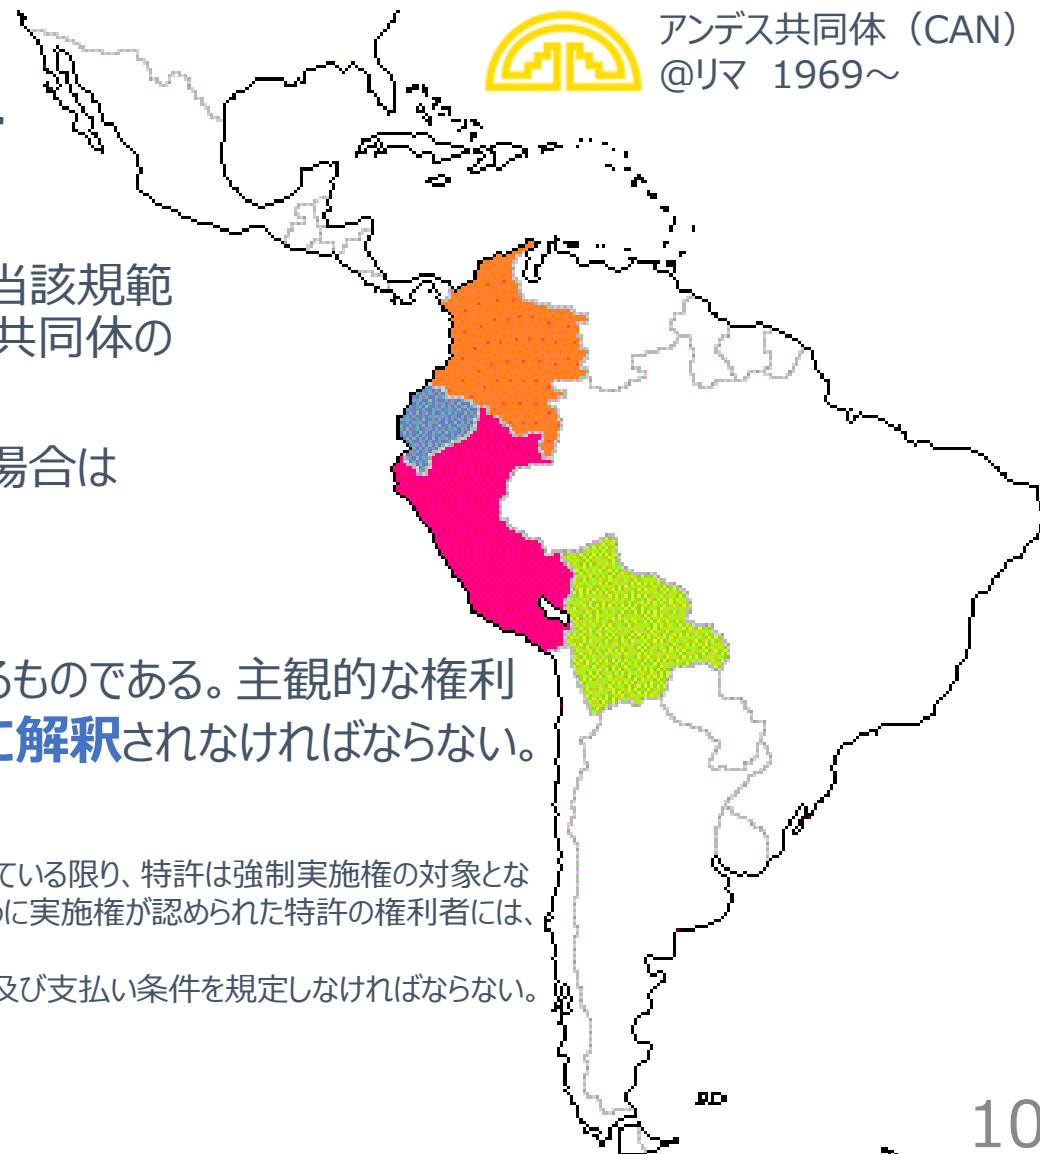 アンデス共同体（CAN）
@リマ 1969～
当該規範
共同体の
場合は
るものである。主観的な権利
に解釈されなければならない。
ている限り、特許は強制実施権の対象とな
めに実施権が認められた特許の権利者には、
及び支払い条件を規定しなければならない。
10